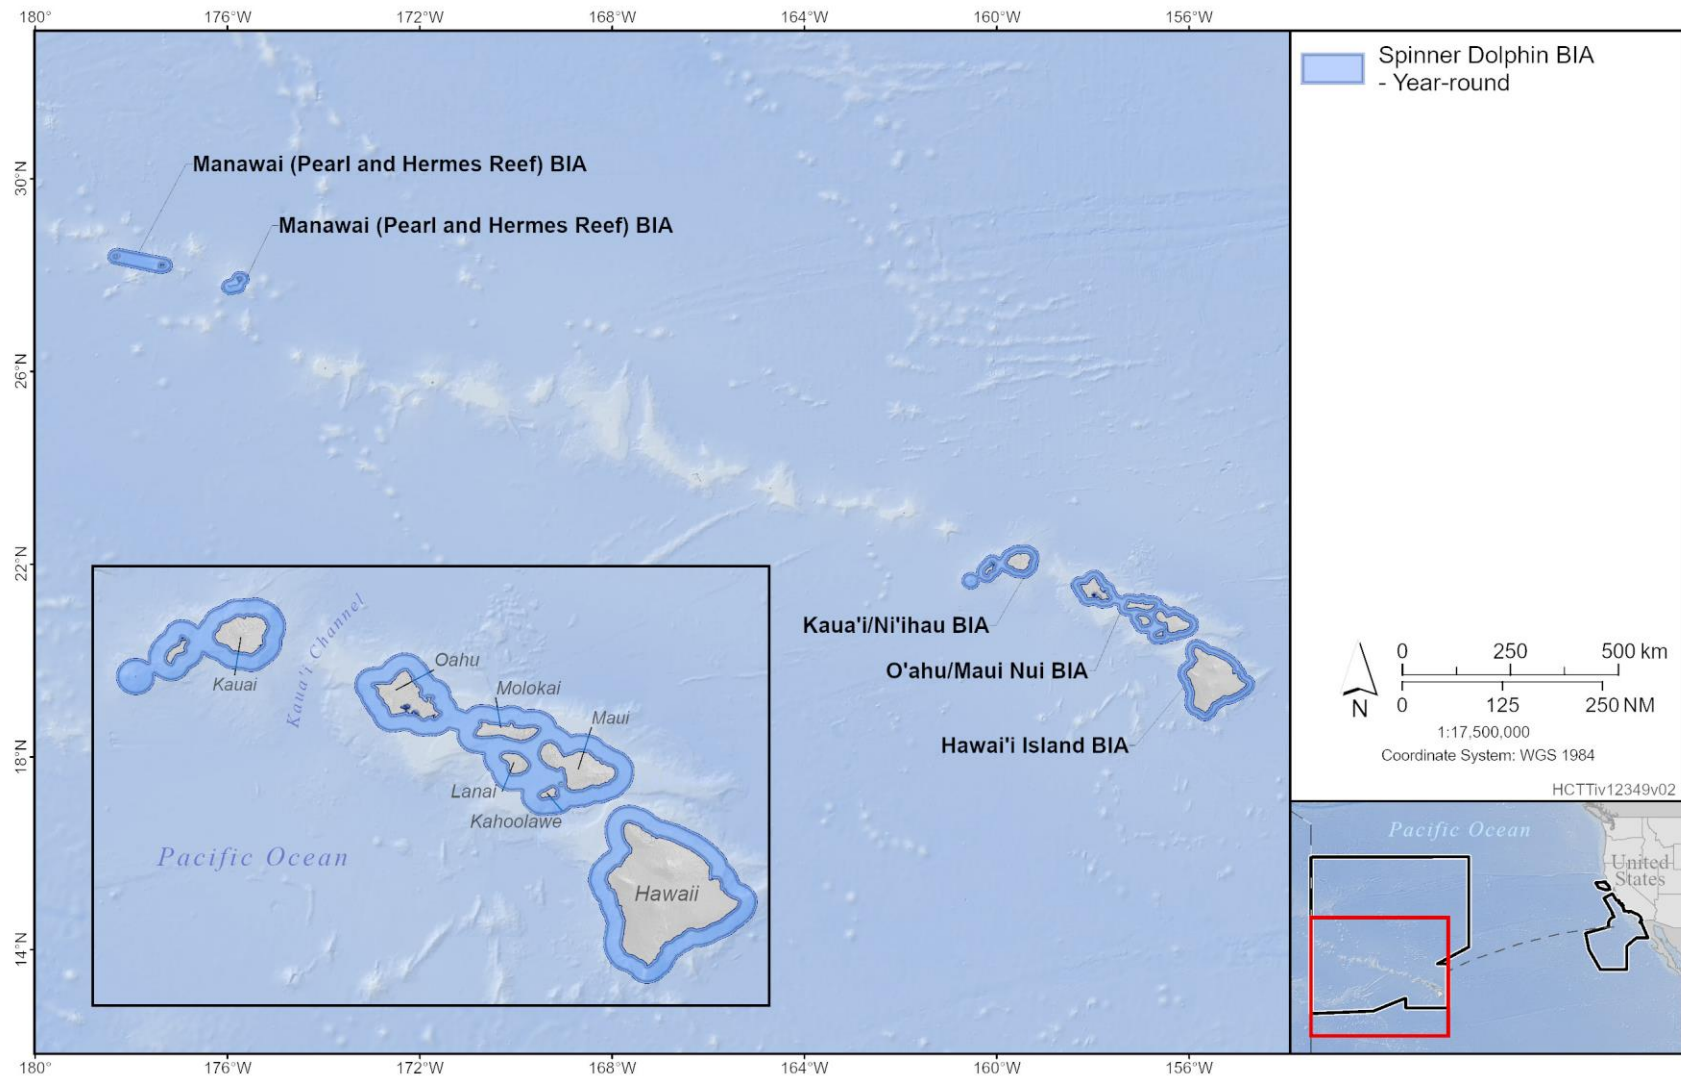 180°
176°W
172°W
168°W
164°W
160°W
156°W
Spinner Dolphin BIA
- Year-round
30°N
26°N
22°N
18°N
14°N
Manawai (Pearl and Hermes Reef) BIA
Manawai (Pearl and Hermes Reef) BIA
Kaua'i/Ni'ihau BIA
O'ahu/Maui Nui BIA
Hawai'i Island BIA
Kaua'i Channel
Kauai
Oahu
Molokai
Maui
Lanai
Kahoolawe
Pacific Ocean
Hawaii
0 250 500 km
0 125 250 NM
N
1:17,500,000
Coordinate System: WGS 1984
HCTTiv12349v02
Pacific Ocean
United
States
180°
176°W
172°W
168°W
164°W
160°W
156°W